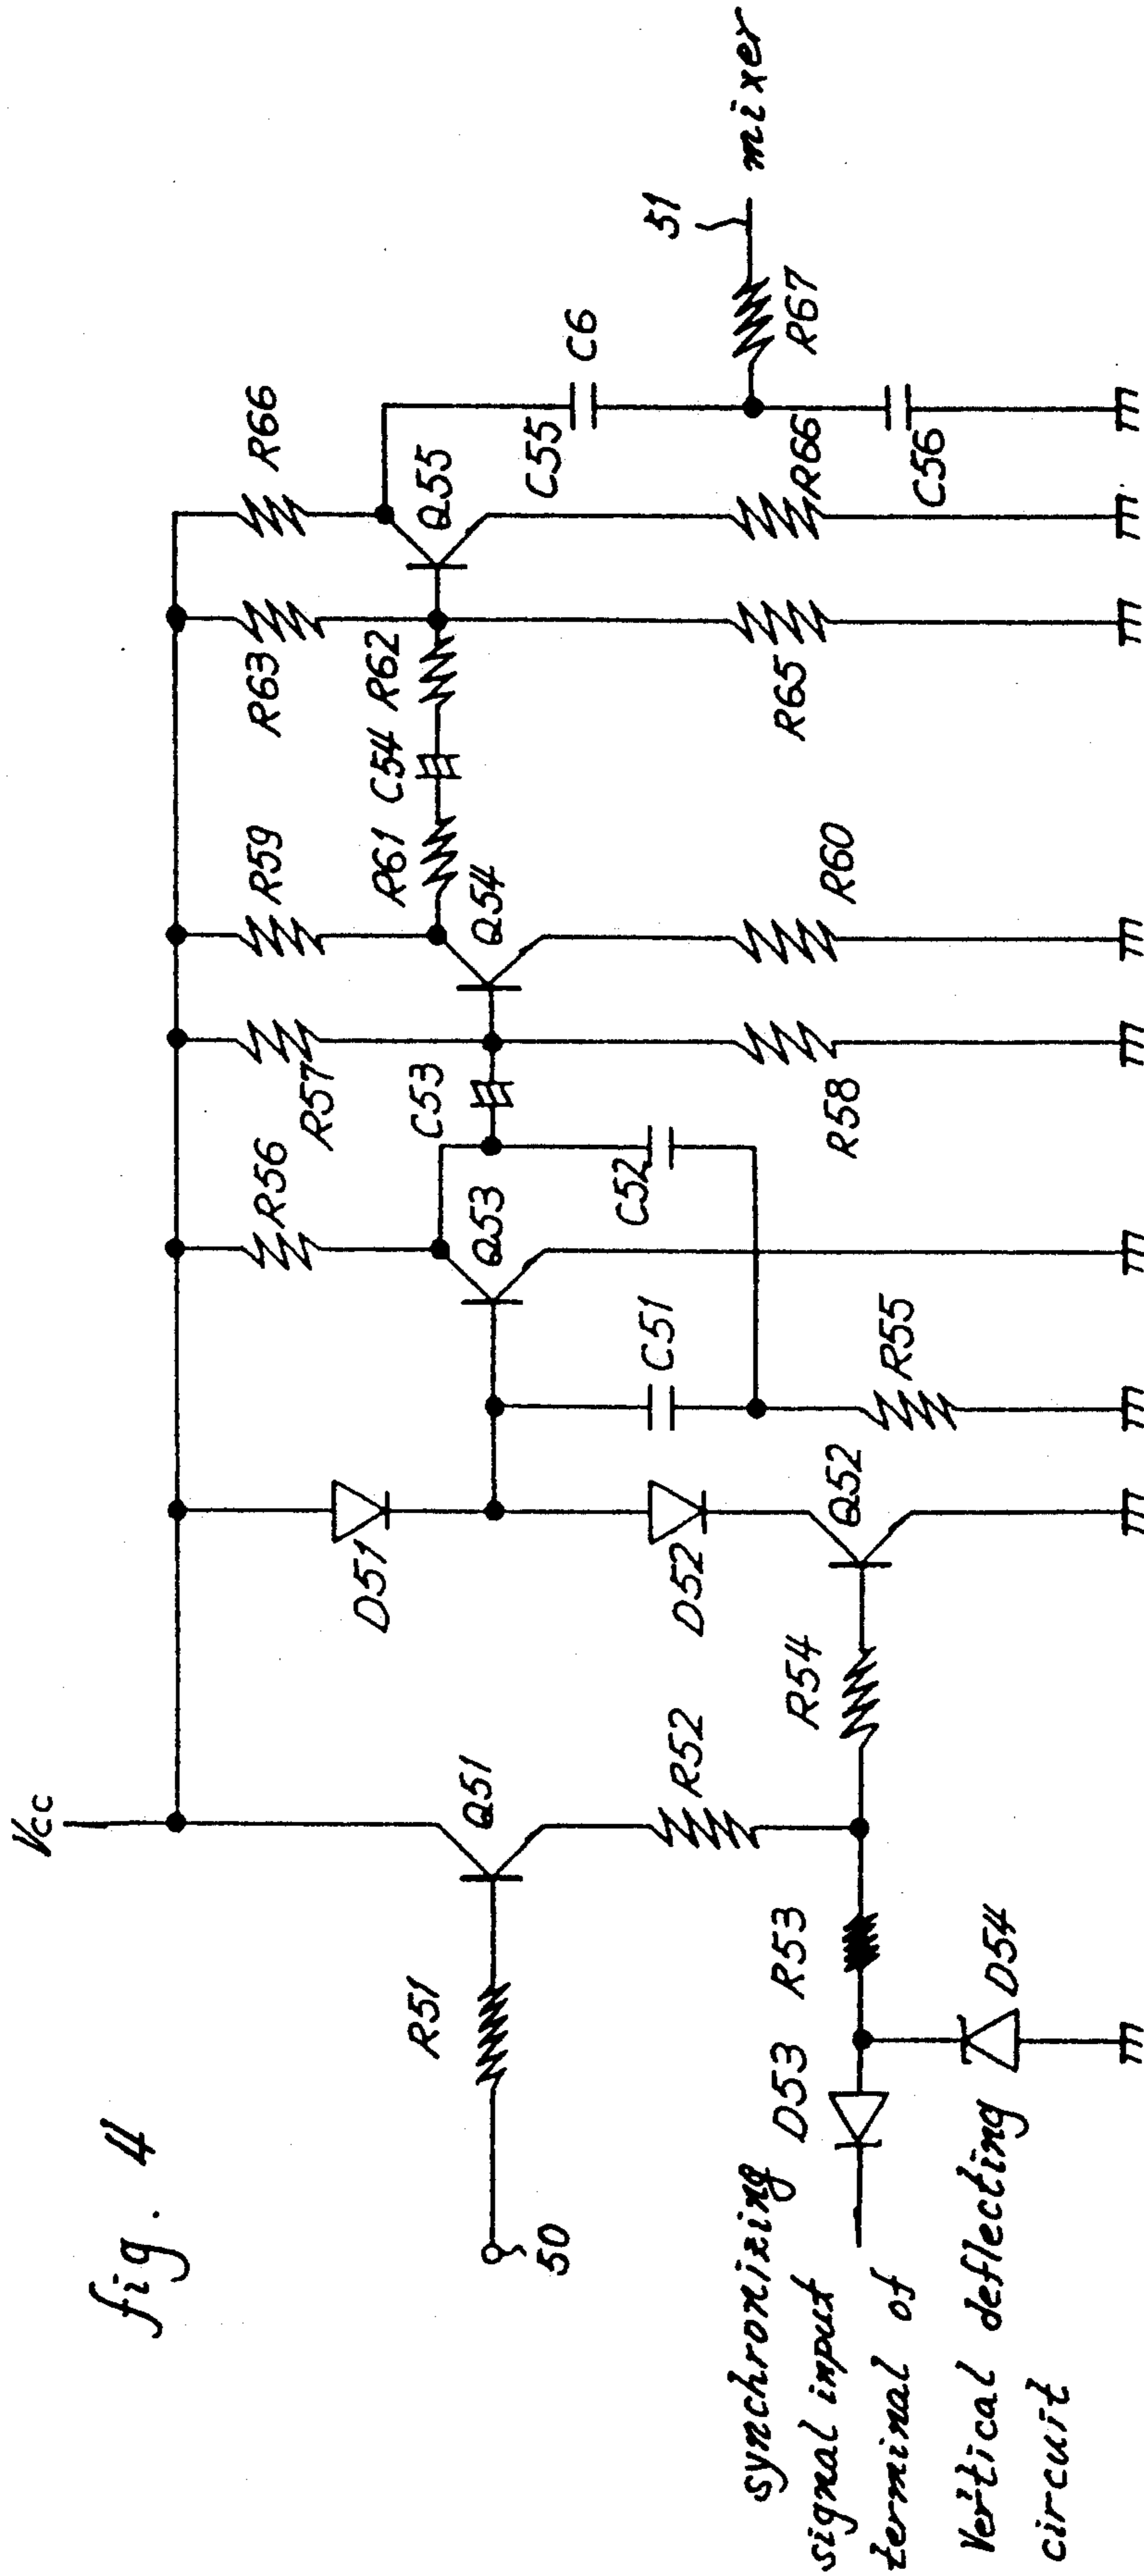 fig. 4
Vcc
50
R51
Q51
R52
D51
D52
R53
R54
Q52
D53
D54
synchronizing
signal input
terminal of
Vertical deflecting
circuit
R56
Q53
C51
C52
R55
C53
R57
R58
R59
Q54
R60
R61
C54
R62
R63
R65
R66
Q55
R66
C55
C6
C56
R67
51
mixer